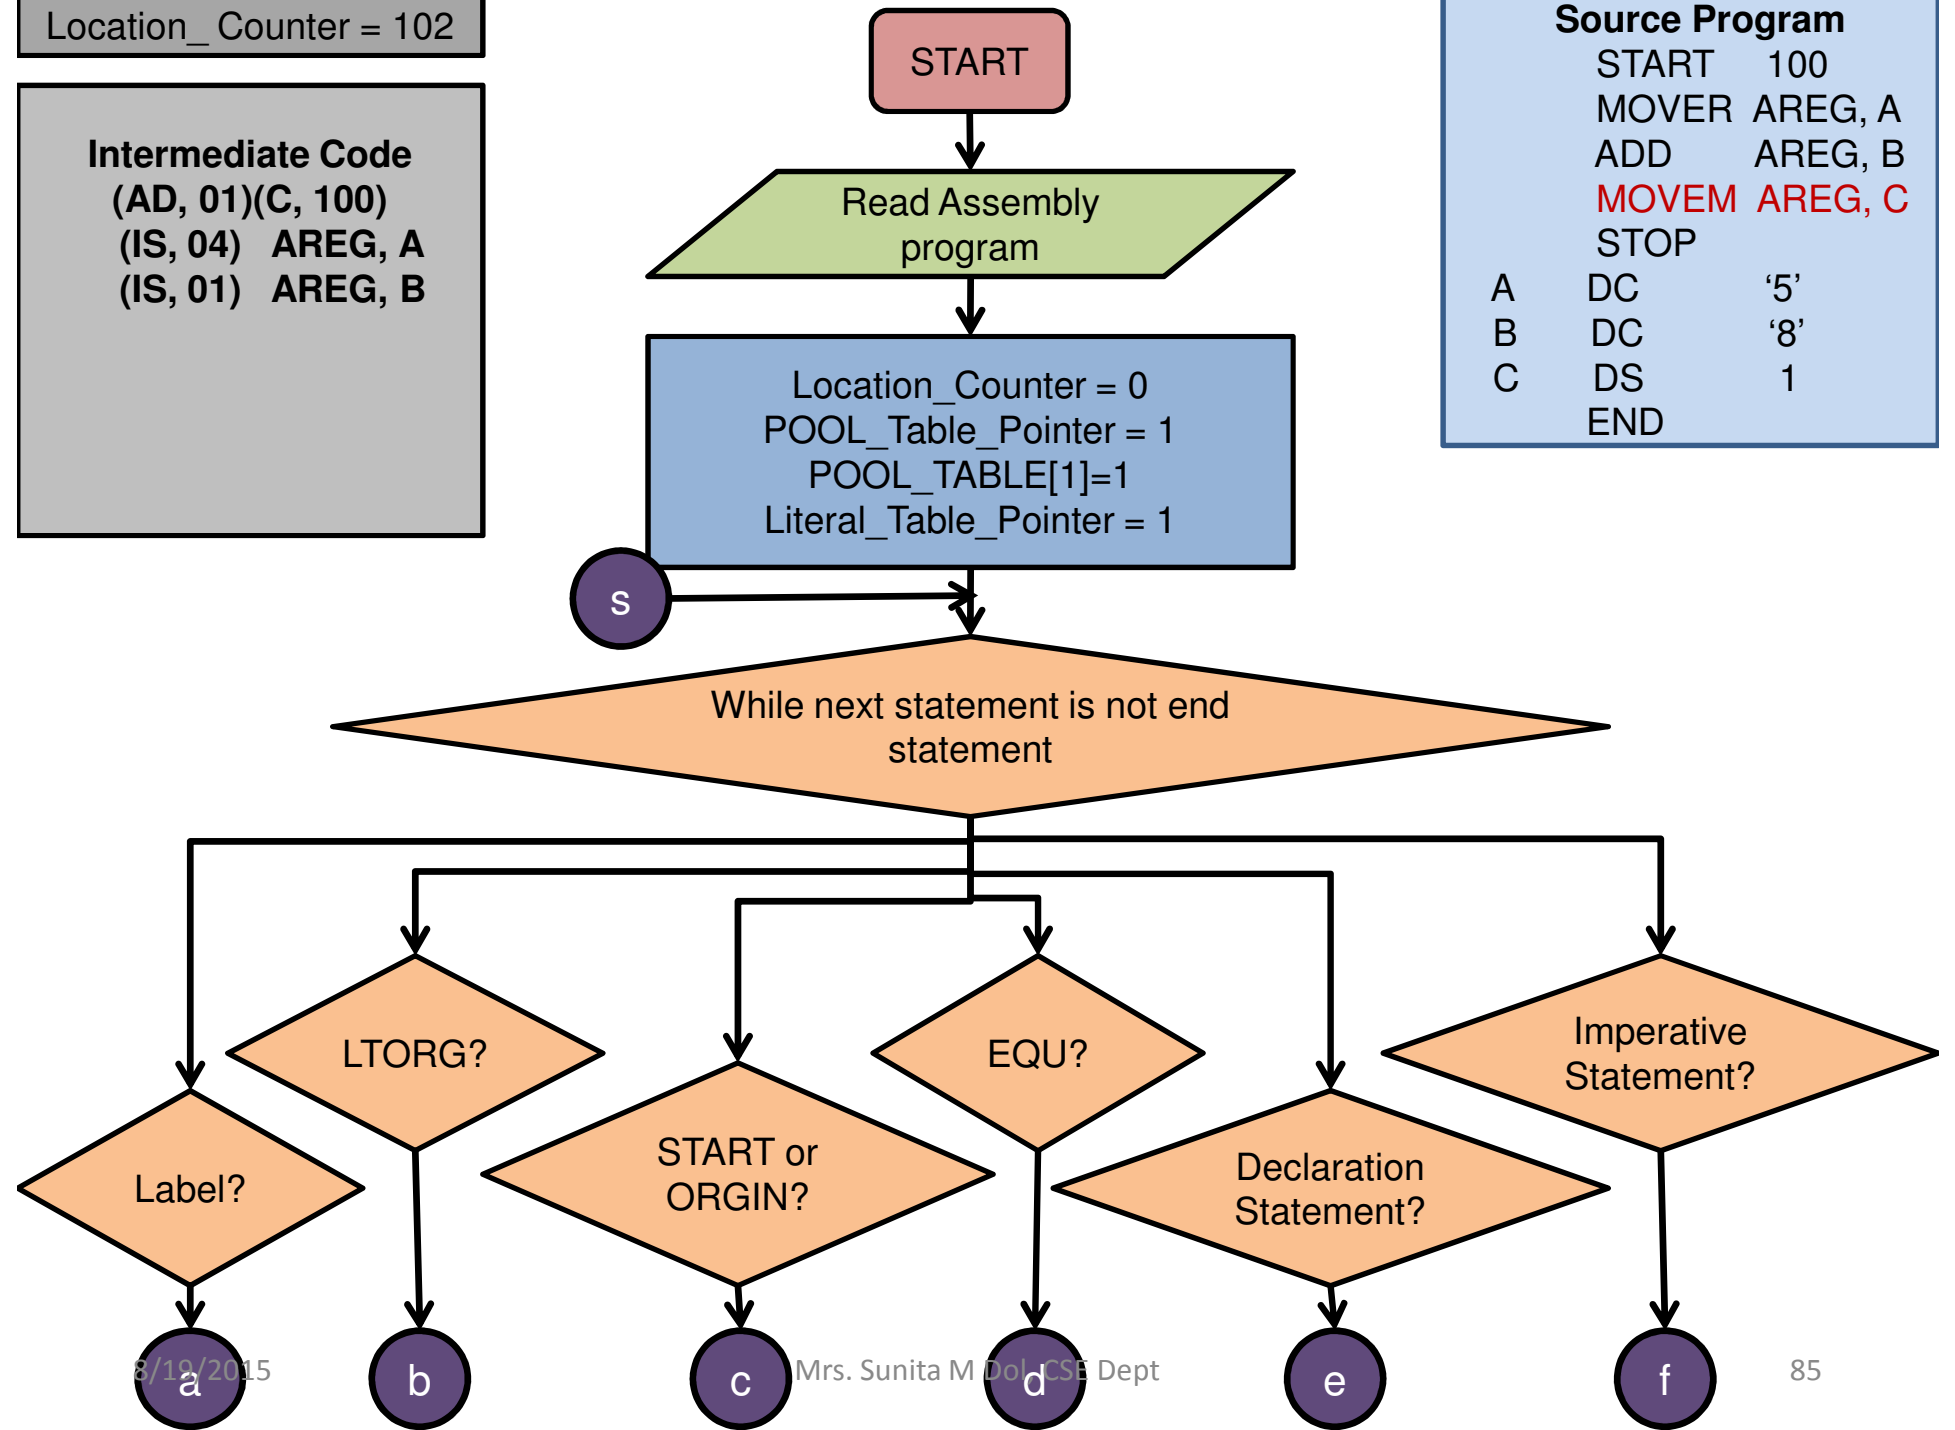 Location_ Counter = 102
Intermediate Code
(AD, 01)(C, 100)
(IS, 04) AREG, A
(IS, 01) AREG, B
START
Read Assembly
program
Location_Counter = 0
POOL_Table_Pointer = 1
POOL_TABLE[1]=1
Literal_Table_Pointer = 1
Source Program
START 100
MOVER AREG, A
ADD AREG, B
MOVEM AREG, C
STOP
A DC ‘5’
B DC ‘8’
C DS 1
END
s
While next statement is not end
statement
Label?
LTORG?
START or
ORGIN?
EQU?
Declaration
Statement?
Imperative
Statement?
a
b
c
d
e
f
8/19/2015
Mrs. Sunita M Dol, CSE Dept
85